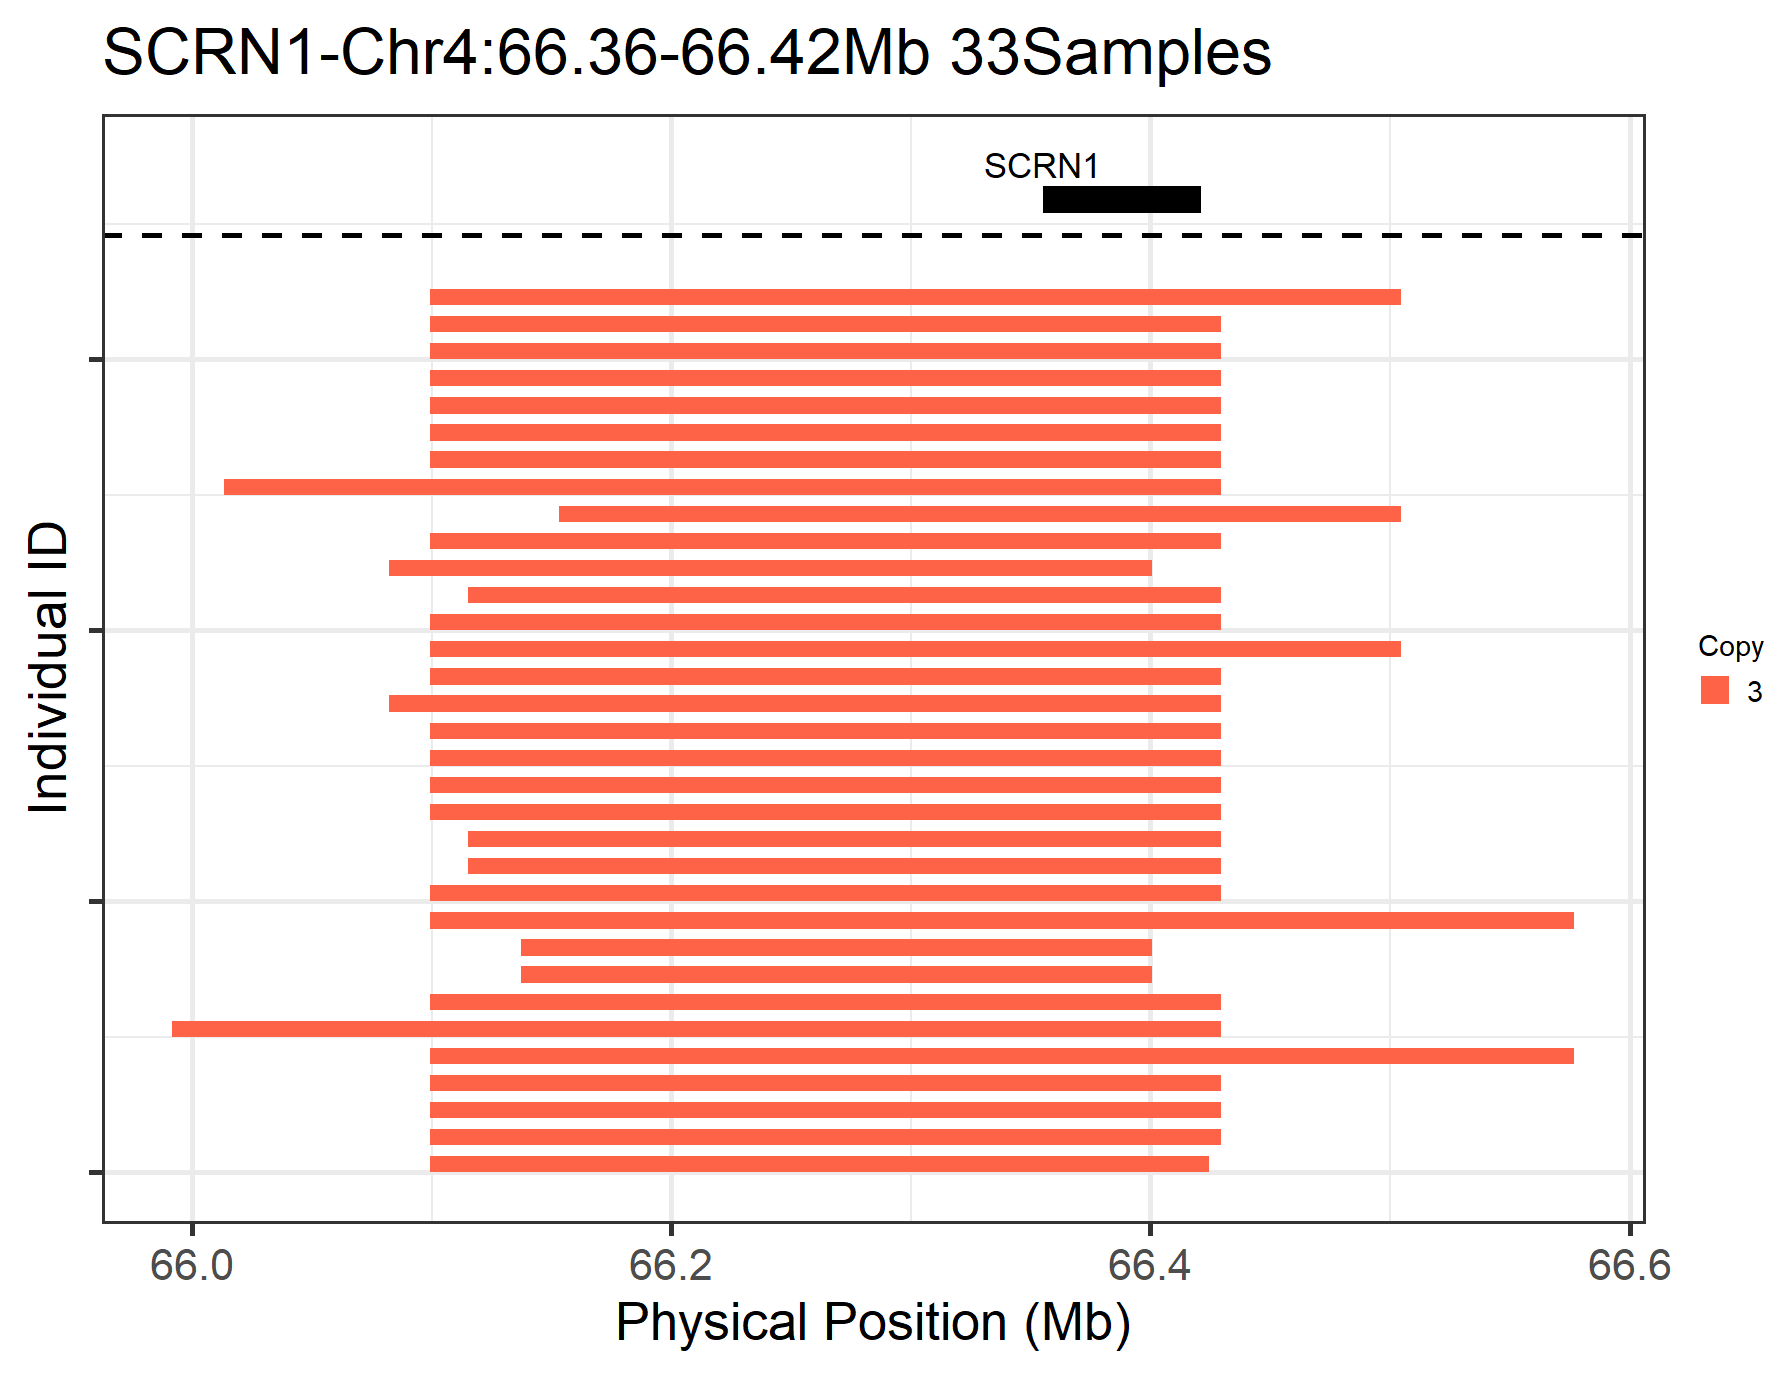 SCRN1-Chr4:66.36-66.42Mb 33Samples
SCRN1
Individual ID
Copy
3
66.0
66.2
66.4
66.6
Physical Position (Mb)